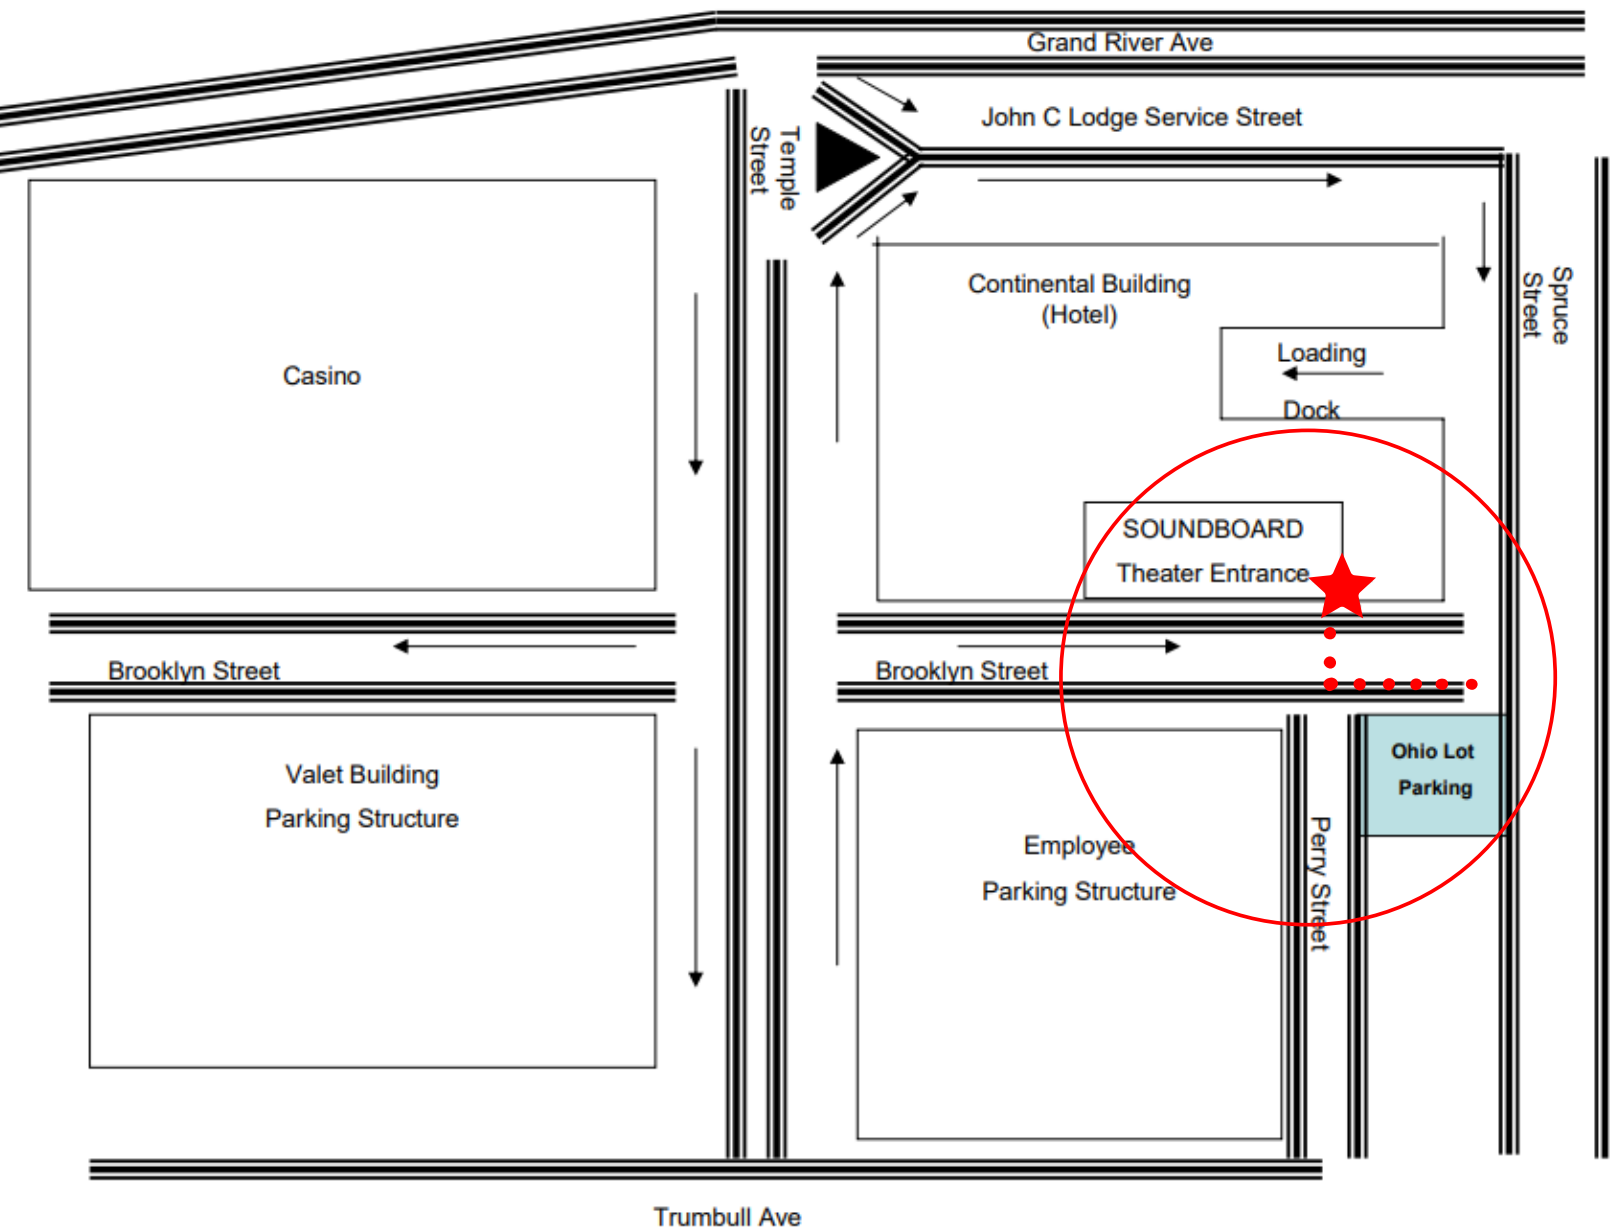 Grand River Ave
John C Lodge Service Street
Temple
Street
Continental Building
(Hotel)
Spruce
Street
Loading
Dock
Casino
SOUNDBOARD
Theater Entrance
Brooklyn Street
Brooklyn Street
Valet Building
Parking Structure
Ohio Lot
Parking
Employee
Parking Structure
Perry Street
Trumbull Ave